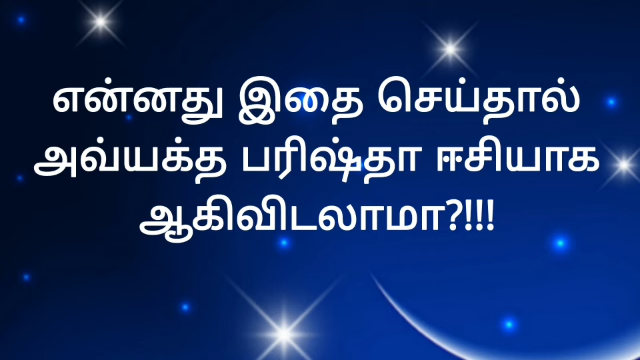 என்னது இதை செய்தால்
அவ்யக்த பரிஷ்தா ஈசியாக
ஆகிவிடலாமா?!!!